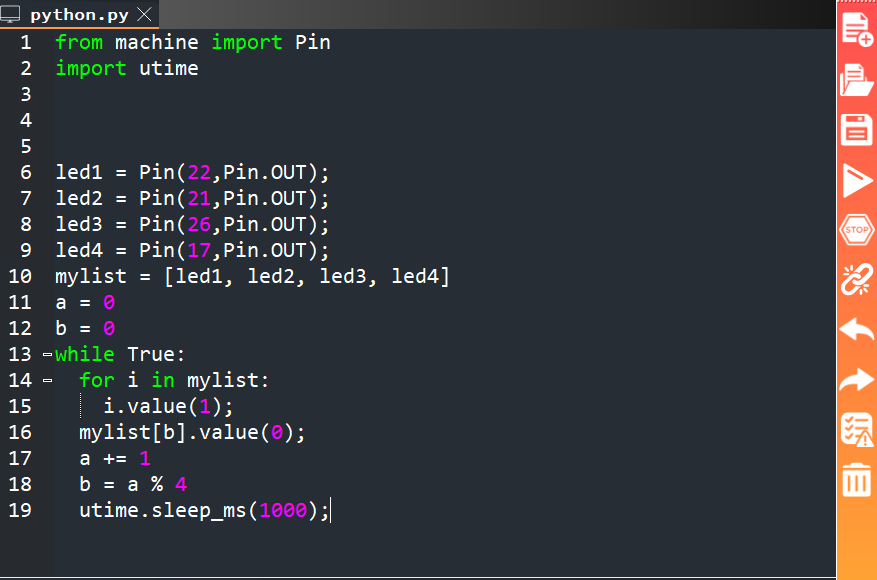 python.py
1 from machine import Pin
2 import utime
3
4
5
6 led1 = Pin(22,Pin.OUT);
7 led2 = Pin(21,Pin.OUT);
8 led3 = Pin(26,Pin.OUT);
9 led4 = Pin(17,Pin.OUT);
10 mylist = [led1, led2, led3, led4]
11 a = 0
12 b = 0
13 while True:
14   for i in mylist:
15     i.value(1);
16   mylist[b].value(0);
17   a += 1
18   b = a % 4
19   utime.sleep_ms(1000);
STOP